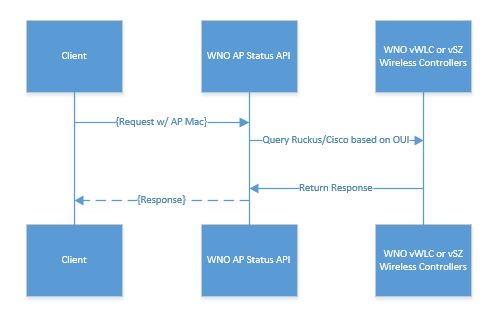 Client
WNO AP Status API
WNO vWLC or vSZ
Wireless Controllers
{Request w/ AP Mac}
Query Ruckus/Cisco based on OUI
Return Response
{Response}
Client
WNO AP Status API
WNO vWLC or vSZ
Wireless Controllers